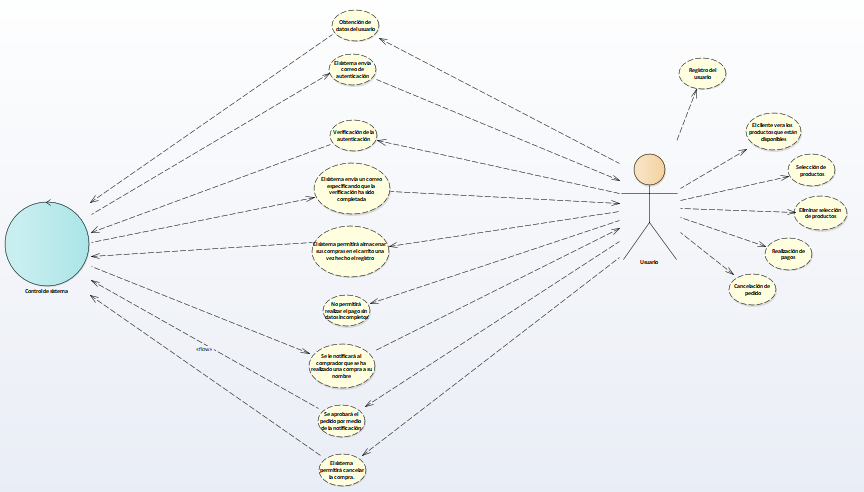 Obtención de
datos del usuario
El sistema envía
correo de
autenticación
Verificación de la
autenticación
El sistema envia un correo
especificando que la
verificación ha sido
completada
El sistema permitirá almacenar
sus compras en el carrito una
vez hecho el registro
No permitirá
realizar el pago sin
datos incompletos
Se le notificará al
comprador que se ha
realizado una compra a su
nombre
Se aprobará el
pedido por medio
de la notificación
El sistema
permitirá cancelar
la compra.
Control de sistema
«flow»
Usuario
Registro del
usuario
El cliente vera los
productos que están
disponibles
Selección de
productos
Eliminar selección
de productos
Realización de
pagos
Cancelación de
pedido